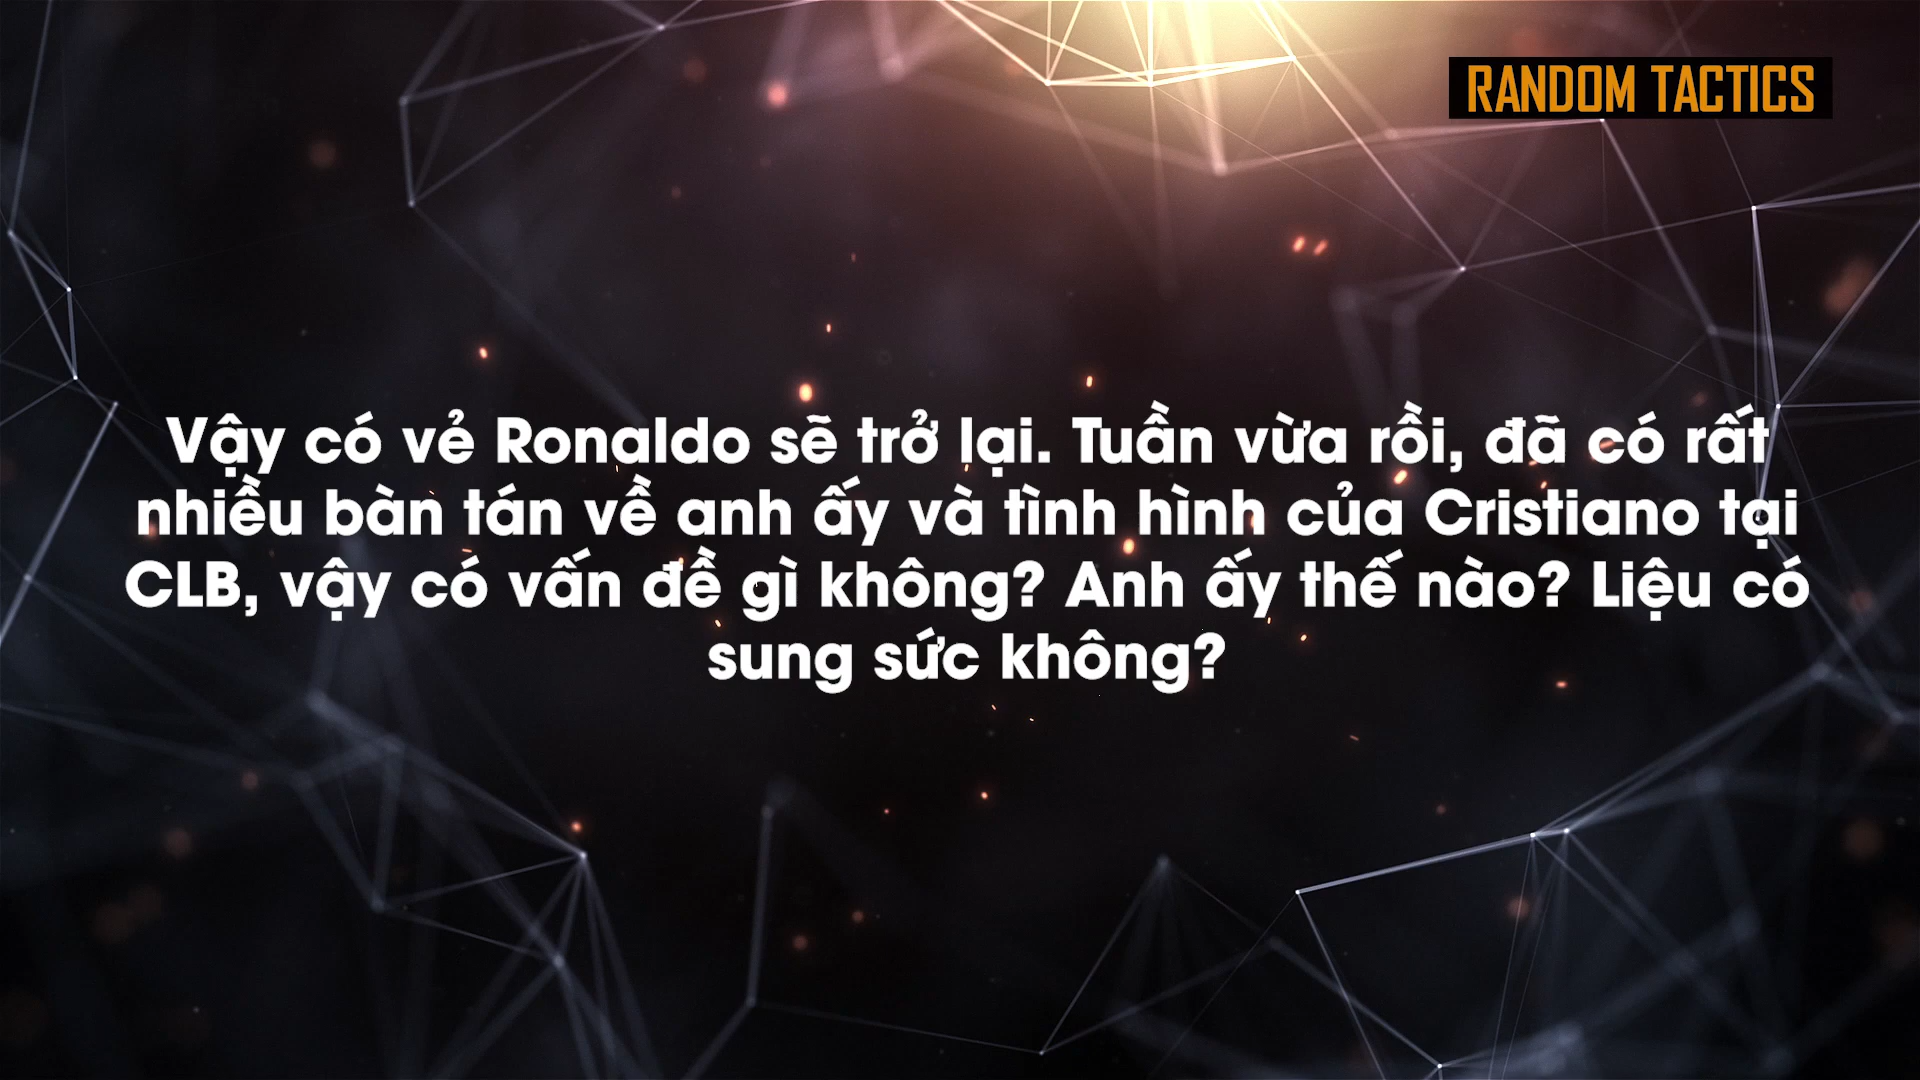 RANDOM TACTICS
Vậy có vẻ Ronaldo sẽ trở lại. Tuần vừa rồi, đã có rất
nhiều bàn tán về anh ấy và tình hình của Cristiano tại
CLB, vậy có vấn đề gì không? Anh ấy thế nào? Liệu có
sung sức không?